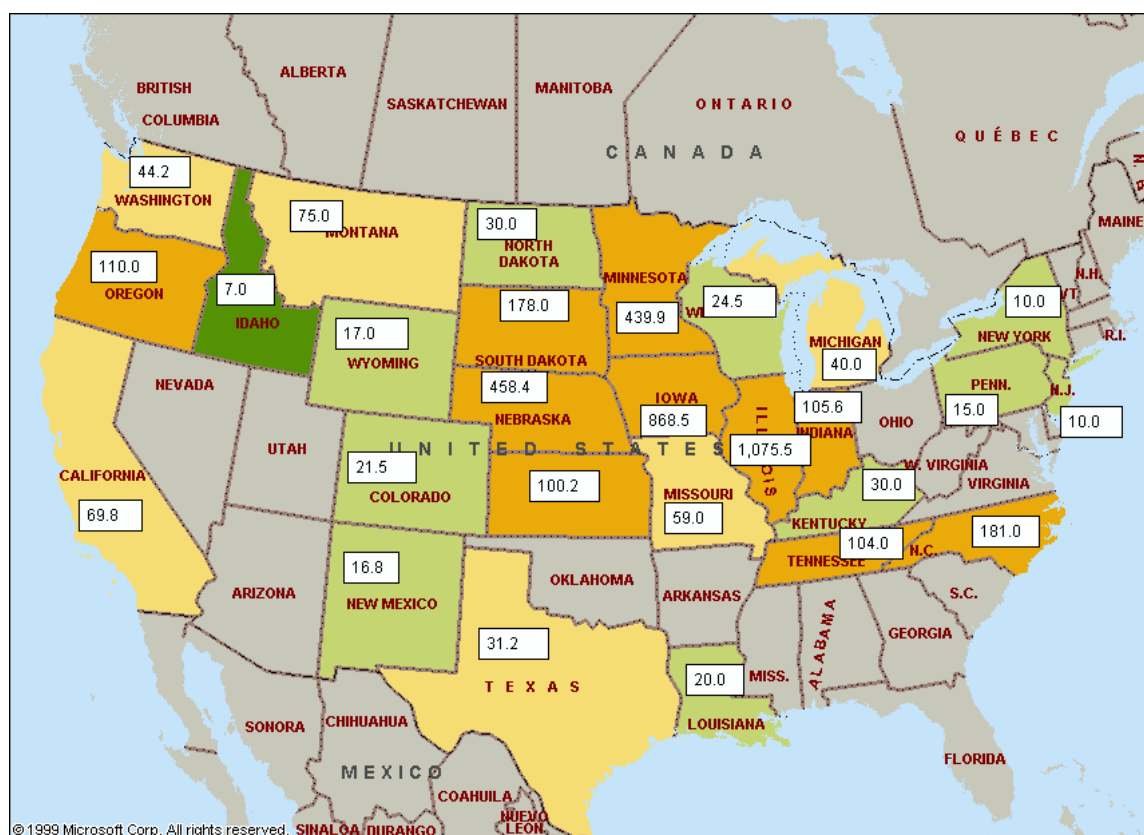 ALBERTA
BRITISH
COLUMBIA
SASKATCHEWAN
MANITOBA
ONTARIO
QUÉBEC
CANADA
N.
B.
MAINE
44.2
WASHINGTON
75.0
MONTANA
30.0
NORTH
DAKOTA
MINNESOTA
439.9
24.5
N.H.
VT.
10.0
NEW YORK
R.I.
110.0
OREGON
7.0
IDAHO
17.0
WYOMING
178.0
SOUTH DAKOTA
MICHIGAN
40.0
NEVADA
458.4
NEBRASKA
IOWA
868.5
105.6
INDIANA
OHIO
PENN.
15.0
N.J.
10.0
UTAH
UNITED STATES
1,075.5
ILLINOIS
W. VIRGINIA
VIRGINIA
CALIFORNIA
69.8
21.5
COLORADO
100.2
MISSOURI
59.0
30.0
KENTUCKY
104.0
TENNESSEE
N.C.
181.0
ARIZONA
16.8
NEW MEXICO
OKLAHOMA
ARKANSAS
S.C.
GEORGIA
ALABAMA
MISS.
31.2
TEXAS
20.0
LOUISIANA
FLORIDA
SONORA
CHIHUAHUA
MEXICO
COAHUILA
NUEVO
LEON.
SINALOA
DURANGO
© 1999 Microsoft Corp. All rights reserved.